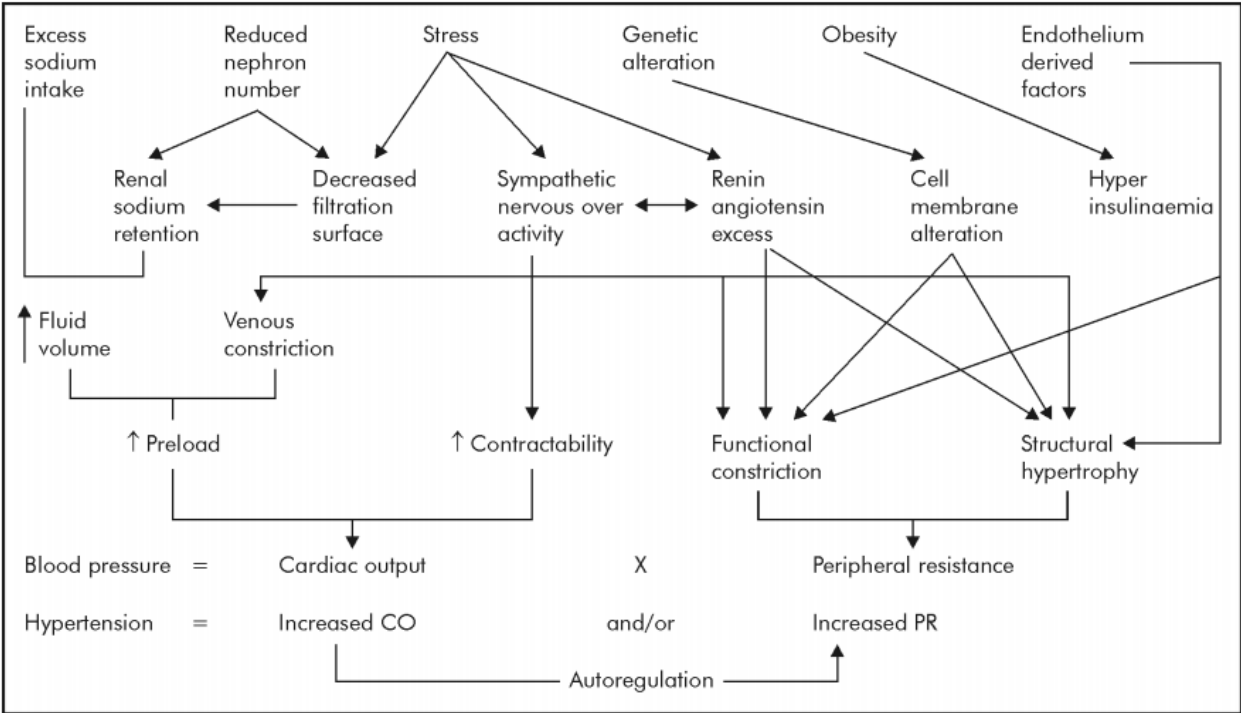 Excess
sodium
intake
Reduced
nephron
number
Stress
Genetic
alteration
Obesity
Endothelium
derived
factors
Renal
sodium
retention
Decreased
filtration
surface
Sympathetic
nervous over
activity
Renin
angiotensin
excess
Cell
membrane
alteration
Hyper
insulinaemia
↑ Fluid
volume
Venous
constriction
↑ Preload
↑ Contractability
Functional
constriction
Structural
hypertrophy
Blood pressure = Cardiac output X Peripheral resistance
Hypertension = Increased CO and/or Increased PR
Autoregulation